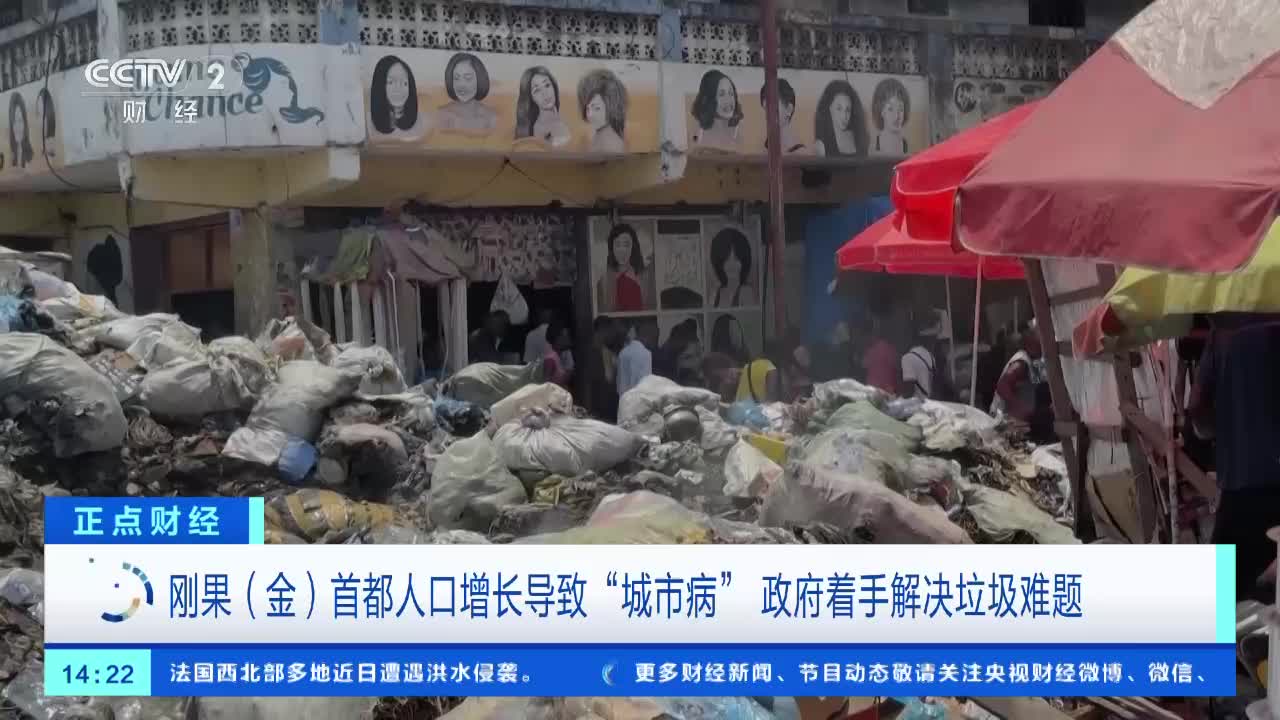 CCTV 2
财经
chance
正点财经
刚果（金）首都人口增长导致“城市病” 政府着手解决垃圾难题
14:22 法国西北部多地近日遭遇洪水侵袭。 更多财经新闻、节目动态敬请关注央视财经微博、微信、